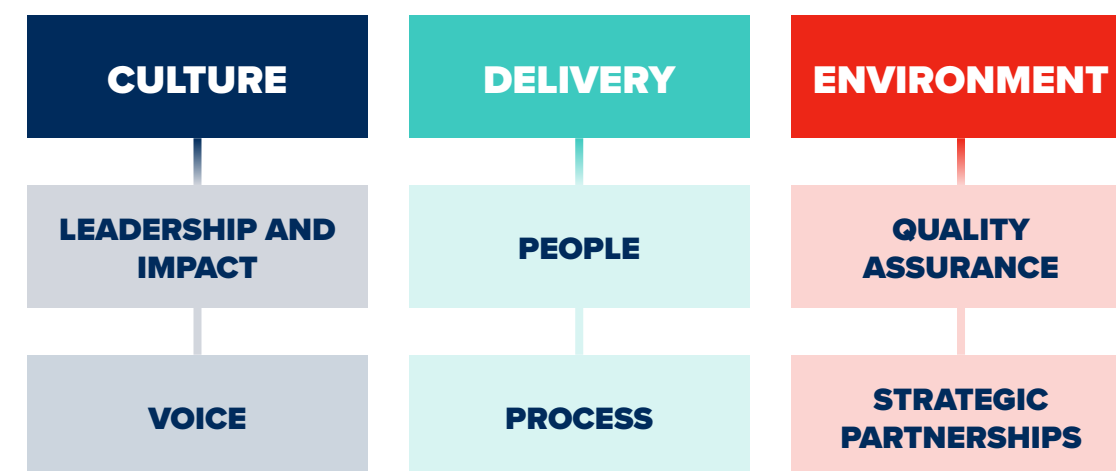 CULTURE
LEADERSHIP AND
IMPACT
VOICE
DELIVERY
PEOPLE
PROCESS
ENVIRONMENT
QUALITY
ASSURANCE
STRATEGIC
PARTNERSHIPS